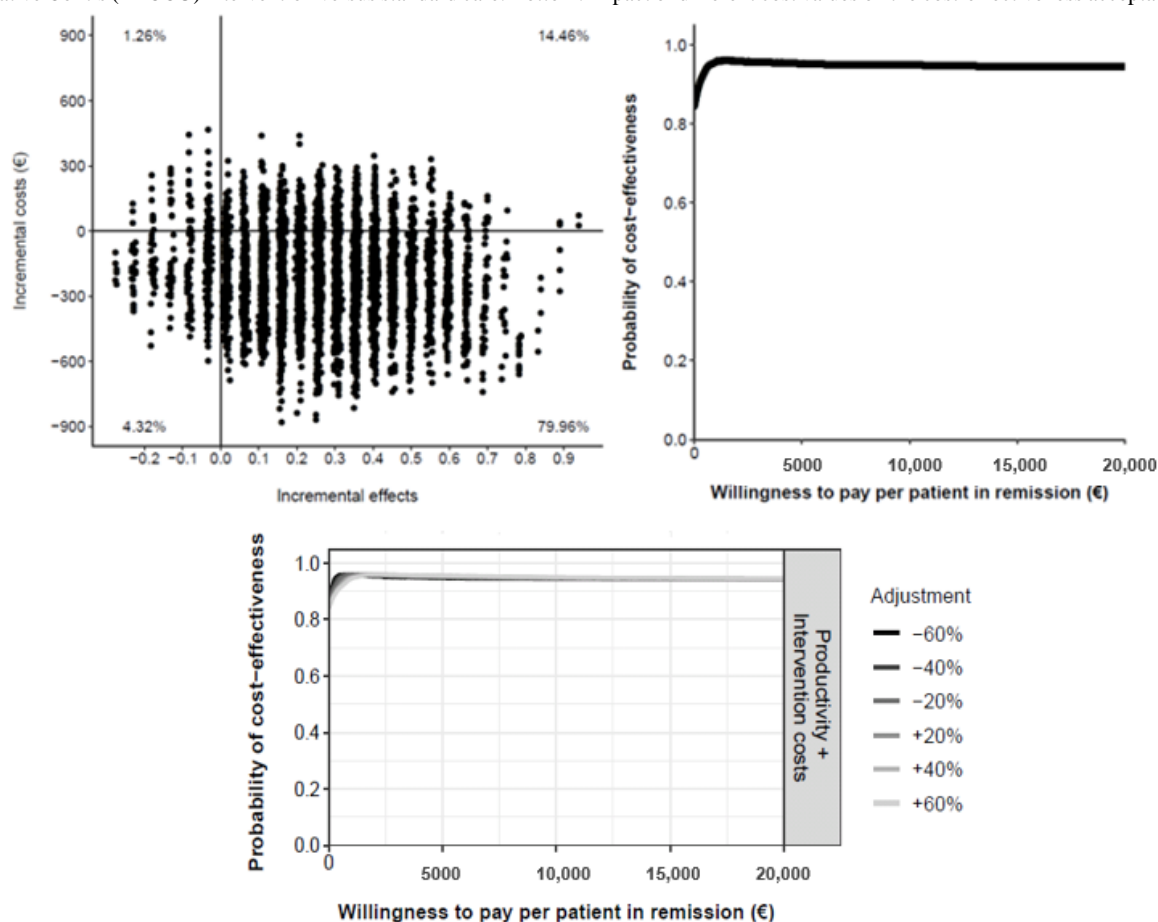 900
1.26%
14.46%
600
300
0
−300
−600
−900
4.32%
79.96%
−0.2 −0.1 0.0 0.1 0.2 0.3 0.4 0.5 0.6 0.7 0.8 0.9
Incremental costs (€)
Incremental effects
1.0
0.8
0.6
0.4
0.2
0.0
0 5000 10,000 15,000 20,000
Probability of cost−effectiveness
Willingness to pay per patient in remission (€)
1.0
0.8
0.6
0.4
0.2
0.0
0 5000 10,000 15,000 20,000
Probability of cost−effectiveness
Willingness to pay per patient in remission (€)
Productivity +
Intervention costs
Adjustment
−60%
−40%
−20%
+20%
+40%
+60%